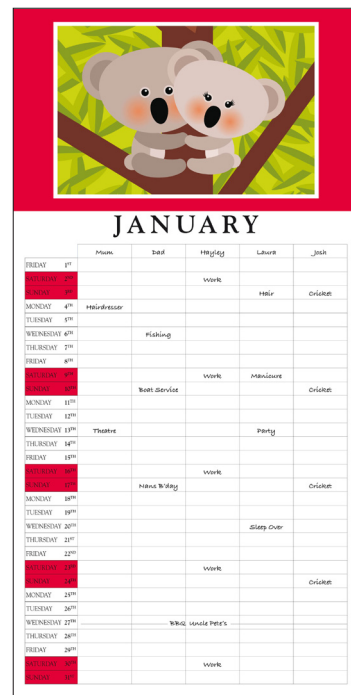 JANUARY
Mum Dad Hayley Laura Josh
FRIDAY 1ST
SATURDAY 2ND Work
SUNDAY 3RD Hair Cricket
MONDAY 4TH Hairdresser
TUESDAY 5TH
WEDNESDAY 6TH Fishing
THURSDAY 7TH
FRIDAY 8TH
SATURDAY 9TH Work Manicure
SUNDAY 10TH Boat Service Cricket
MONDAY 11TH
TUESDAY 12TH
WEDNESDAY 13TH Theatre Party
THURSDAY 14TH
FRIDAY 15TH
SATURDAY 16TH Work
SUNDAY 17TH Nans B'day Cricket
MONDAY 18TH
TUESDAY 19TH
WEDNESDAY 20TH Sleep Over
THURSDAY 21ST
FRIDAY 22ND
SATURDAY 23RD Work
SUNDAY 24TH Cricket
MONDAY 25TH
TUESDAY 26TH
WEDNESDAY 27TH BBQ Uncle Pete's
THURSDAY 28TH
FRIDAY 29TH
SATURDAY 30TH Work
SUNDAY 31ST